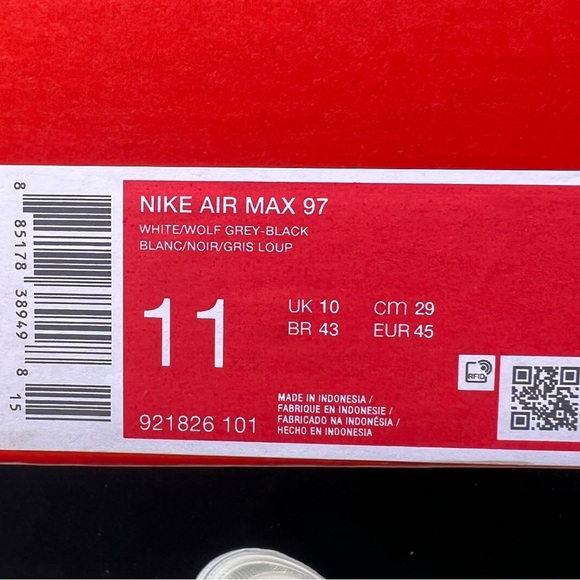 NIKE AIR MAX 97
WHITE/WOLF GREY-BLACK
BLANC/NOIR/GRIS LOUP
11
UK 10 cm 29
BR 43 EUR 45
921826 101
MADE IN INDONESIA /
FABRIQUE EN INDONESIE /
FABRICADO NA INDONÉSIA /
HECHO EN INDONESIA
RFID
8 85178 38949 8 15